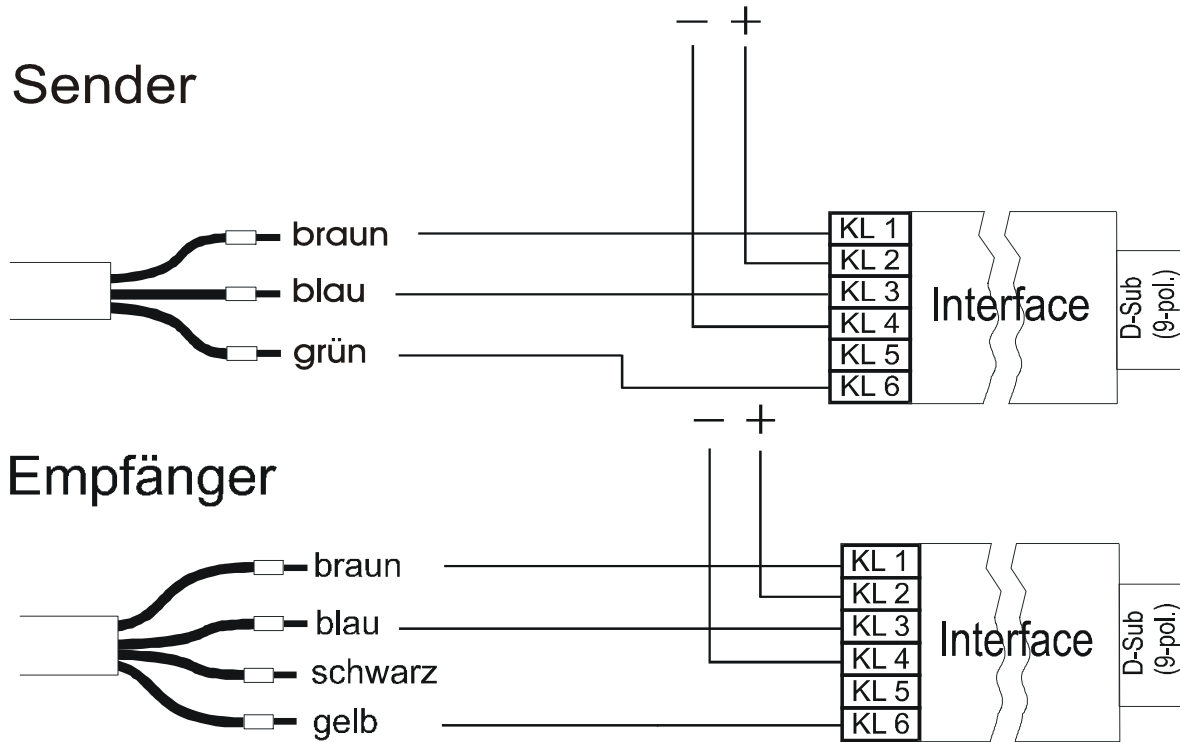 − +
Sender
braun
blau
grün
KL 1
KL 2
KL 3
KL 4
KL 5
KL 6
Interface
D-Sub
(9-pol.)
− +
Empfänger
braun
blau
schwarz
gelb
KL 1
KL 2
KL 3
KL 4
KL 5
KL 6
Interface
D-Sub
(9-pol.)